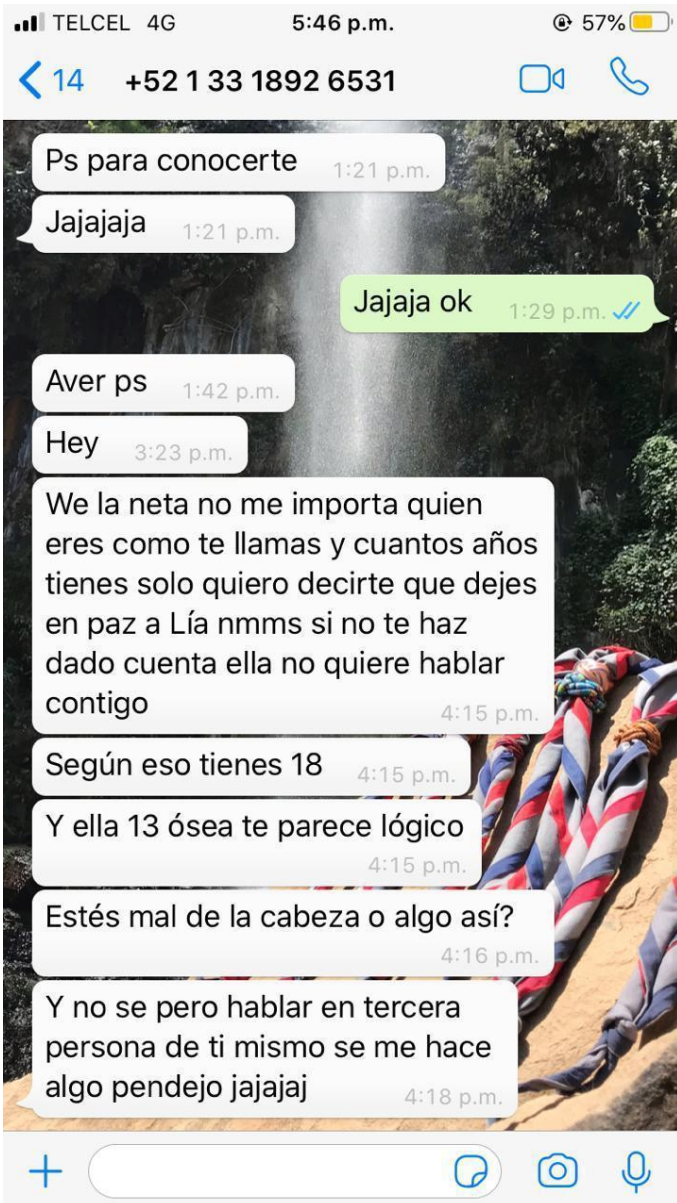 TELCEL 4G 5:46 p.m. 57%
14 +52 1 33 1892 6531
Ps para conocerte 1:21 p.m.
Jajajaja 1:21 p.m.
Jajaja ok 1:29 p.m.
Aver ps 1:42 p.m.
Hey 3:23 p.m.
We la neta no me importa quien
eres como te llamas y cuantos años
tienes solo quiero decirte que dejes
en paz a Lía nmms si no te haz
dado cuenta ella no quiere hablar
contigo 4:15 p.m.
Según eso tienes 18 4:15 p.m.
Y ella 13 ósea te parece lógico
4:15 p.m.
Estés mal de la cabeza o algo así?
4:16 p.m.
Y no se pero hablar en tercera
persona de ti mismo se me hace
algo pendejo jajajaj 4:18 p.m.